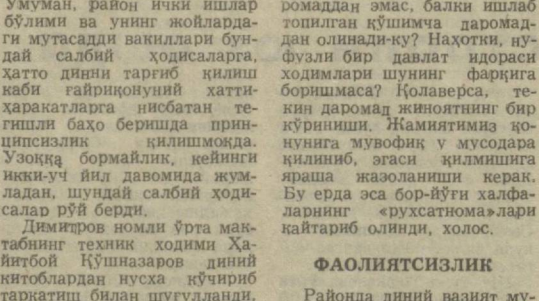 Умуман, район ички ишлар
бўлими ва унинг жойларда-
ги мутасадди вакиллари бун-
дай салбий ҳодисаларга,
ҳатто динни тарғиб қилиш
каби ғайриқонуний хатти-
ҳаракатларга нисбатан те-
гишли баҳо беришда прин-
ципсизлик қилишмоқда.
Узоққа бормайлик, кейинги
икки-уч йил давомида жум-
ладан, шундай салбий ҳоди-
салар рўй берди.
Димитров номли ўрта мак-
табнинг техник ходими Ҳа-
йитбой Қўшназаров диний
китоблардан нусха кўчириб
тарқатиш билан шуғулланди.
ромаддан эмас, балки ишлаб
топилган қўшимча даромад-
дан олинади-ку? Наҳотки, ну-
фузли бир давлат идораси
ходимлари шунинг фарқига
боришмаса? Қолаверса, те-
кин даромад жиноятнинг бир
кўриниши. Жамиятимиз қо-
нунига мувофиқ у мусодара
қилиниб, эгаси қилмишига
яраша жазоланиши керак.
Бу ерда эса бор-йўғи халфа-
ларнинг «рухсатнома»лари
қайтариб олинди, холос.
ФАОЛИЯТСИЗЛИК
Районда диний вазият му-